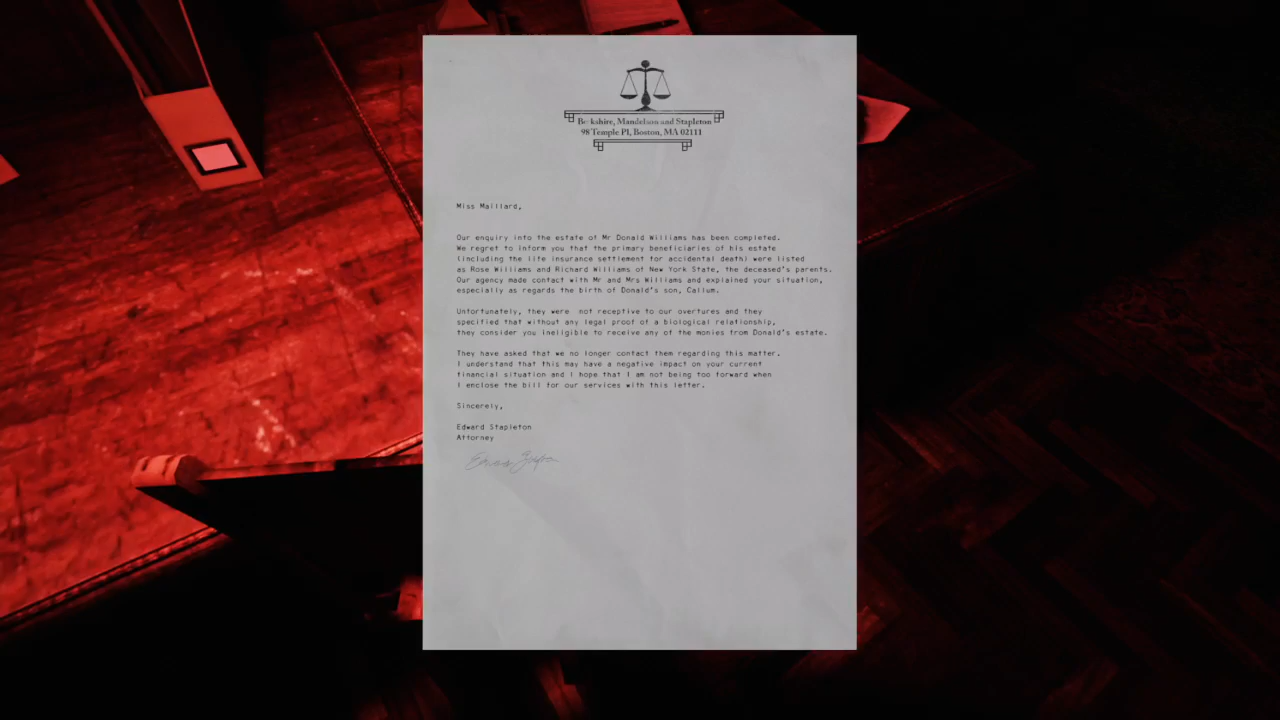 Berkshire, Mandelson and Stapleton
98 Temple Pl, Boston, MA 02111
Miss Maillard,
Our enquiry into the estate of Mr Donald Williams has been completed.
We regret to inform you that the primary beneficiaries of his estate
(including the life insurance settlement for accidental death) were listed
as Rose Williams and Richard Williams of New York State, the deceased's parents.
Our agency made contact with Mr and Mrs Williams and explained your situation,
especially as regards the birth of Donald's son, Callum.
Unfortunately, they were not receptive to our overtures and they
specified that without any legal proof of a biological relationship,
they consider you ineligible to receive any of the monies from Donald's estate.
They have asked that we no longer contact them regarding this matter.
I understand that this may have a negative impact on your current
financial situation and I hope that I am not being too forward when
I enclose the bill for our services with this letter.
Sincerely,
Edward Stapleton
Attorney